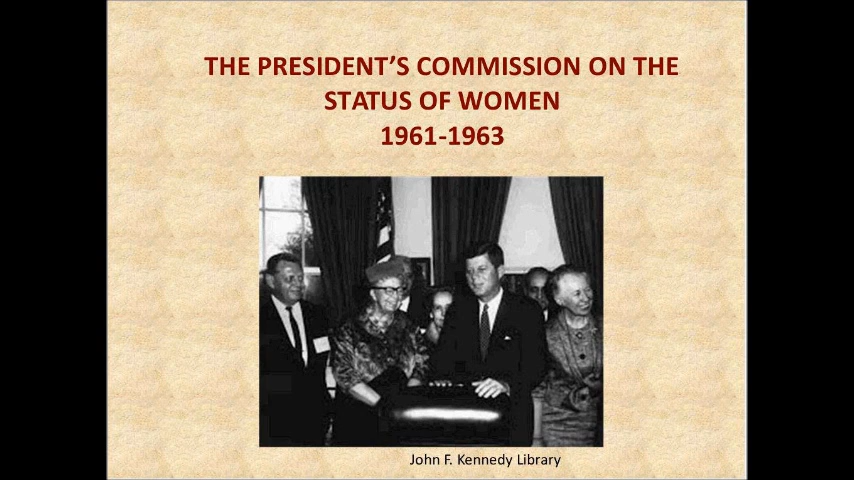 THE PRESIDENT’S COMMISSION ON THE
STATUS OF WOMEN
1961-1963
John F. Kennedy Library